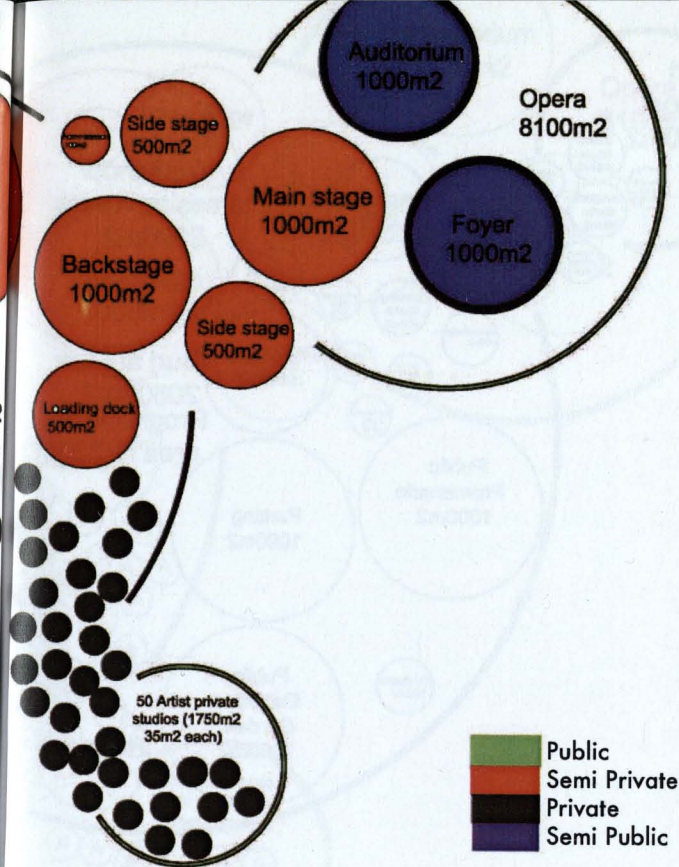 Auditorium
1000m2
Opera
8100m2
Side stage
500m2
Main stage
1000m2
Foyer
1000m2
Backstage
1000m2
Side stage
500m2
Loading dock
500m2
50 Artist private
studios (1750m2
35m2 each)
Public
Semi Private
Private
Semi Public